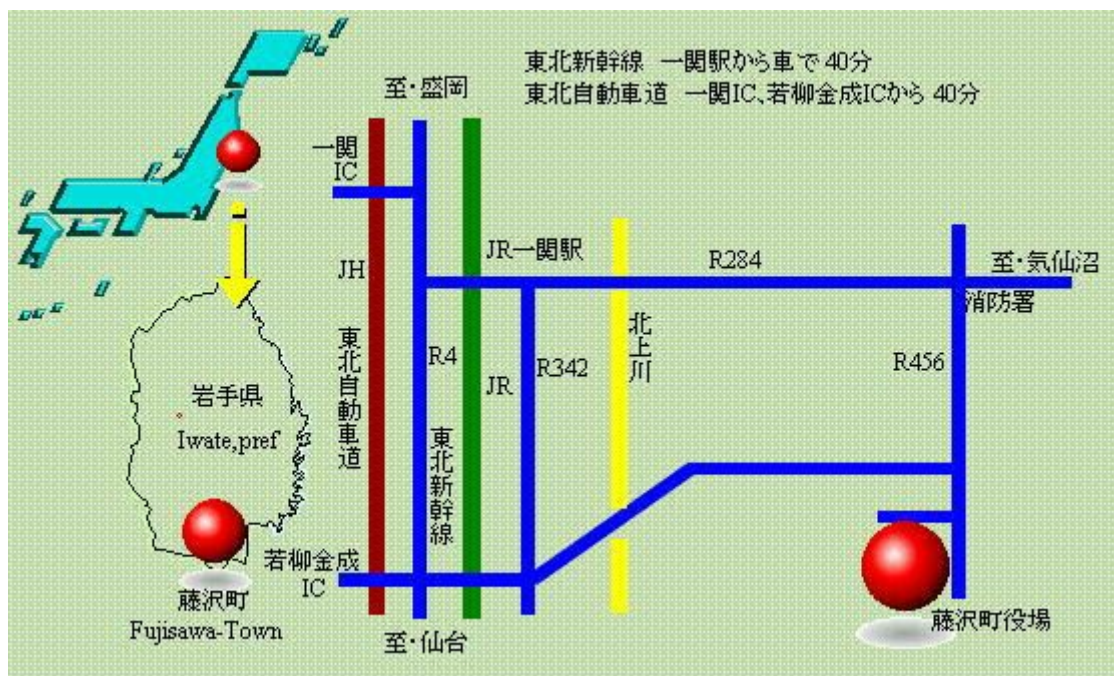 東北新幹線 一関駅から車で40分
東北自動車道 一関IC、若柳金成ICから40分
至・盛岡
一関
IC
JR一関駅
R284
至・気仙沼
消防署
JH
東北自動車道
R4
東北新幹線
JR
R342
北上川
R456
岩手県
Iwate,pref
若柳金成
IC
藤沢町
Fujisawa-Town
至・仙台
藤沢町役場